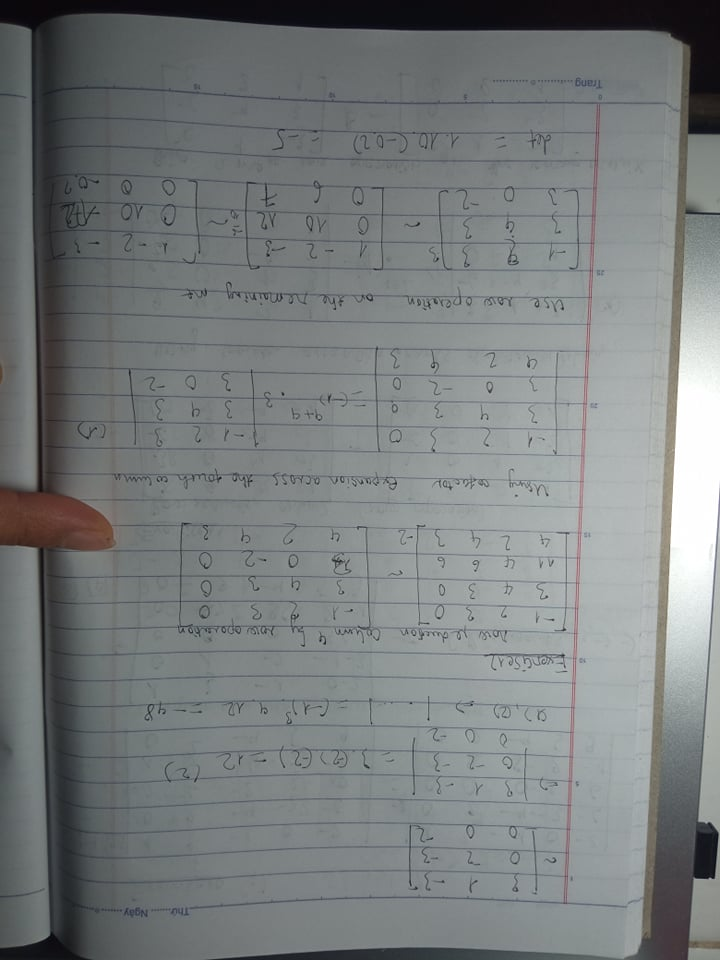 Thứ ........ Ngày ........
[ 3 1 -3
~ 0 2 -3
0 0 -2 ]
| 3 1 -3
=> 0 -2 -3 | = 3.(-2)(-2) = 12 (2)
0 0 -2
(1), (2) => | .... | = (-1)³. 4.12 = -48
Exercise 12
Row reduction colum 4 by row operation
[ -1 2 3 0 ] [ -1 2 3 0 ]
3 4 3 0 ~ 3 4 3 0
11 4 6 6 0 -2 0
4 2 4 3 -2 4 2 4 3
Using cofactor Expansion across the fouth column
| -1 2 3 0 | | -1 2 3 | (1)
3 4 3 0 = (-1)⁴⁺⁴ . 3 3 4 3
3 0 -2 0 3 0 -2
4 2 4 3
Use row operation on the remaining
[ -1 2 3 ] 3 [ 1 -2 -3 ] [ 1 -2 -3 ]
3 4 3 ~ 0 10 12 ~ 0 10
3 0 -2 0 6 7 0 0 -0.2
det = 1.10.(-0.2) = -5
Trang ........